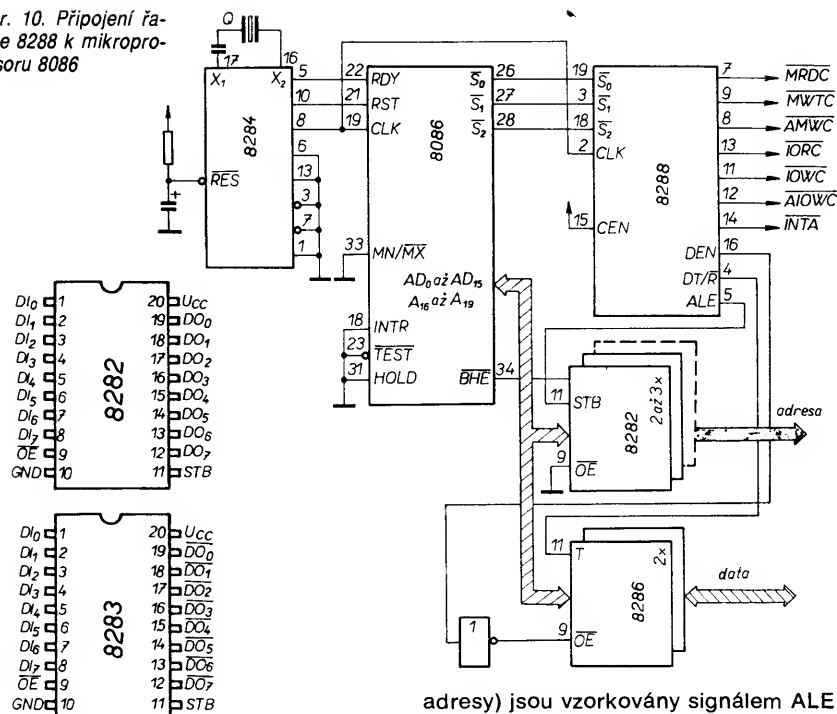 r. 10. Připojení řa-
e 8288 k mikropro-
soru 8086
Q
17
16
X1
X2
8284
RES
5
10
8
6
13
3
7
1
22 RDY
21 RST
19 CLK
8086
33 MN/MX
AD0 až AD15
A16 až A19
18 INTR
23 TEST
31 HOLD
S0 26
S1 27
S2 28
BHE 34
19 S0
3 S1
18 S2
2 CLK
15 CEN
8288
7 MRDC
9 MWTC
8 AMWC
13 IORC
11 IOWC
12 AIOWC
14 INTA
DEN 16
DT/R 4
ALE 5
11 STB
8282
2 až 3x
9 OE
adresa
11 T
8286
2x
9 OE
data
1
DI0 1
DI1 2
DI2 3
DI3 4
DI4 5
DI5 6
DI6 7
DI7 8
OE 9
GND 10
8282
20 UCC
19 DO0
18 DO1
17 DO2
16 DO3
15 DO4
14 DO5
13 DO6
12 DO7
11 STB
DI0 1
DI1 2
DI2 3
DI3 4
DI4 5
DI5 6
DI6 7
DI7 8
OE 9
GND 10
8283
20 UCC
19 DO0
18 DO1
17 DO2
16 DO3
15 DO4
14 DO5
13 DO6
12 DO7
11 STB
adresy) jsou vzorkovány signálem ALE